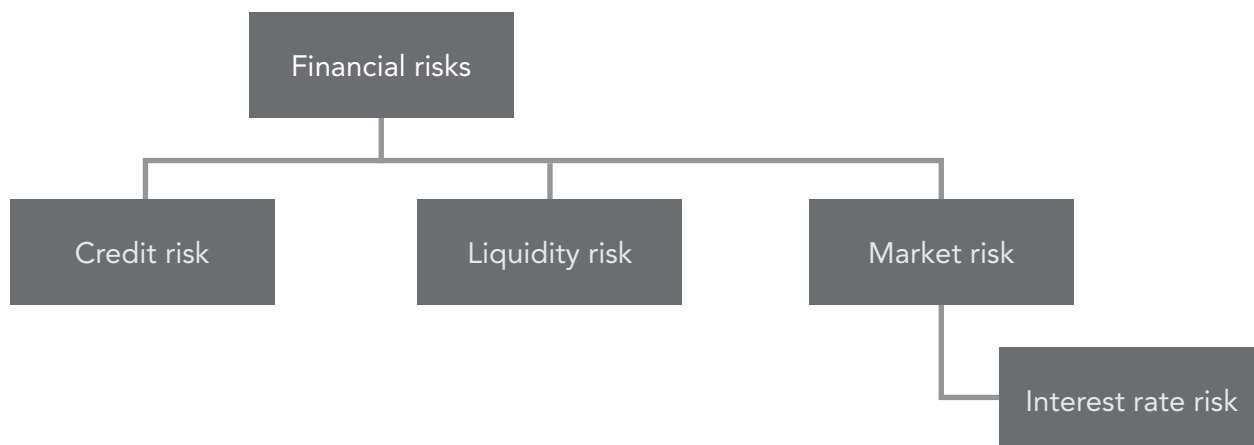 Financial risks
Credit risk
Liquidity risk
Market risk
Interest rate risk